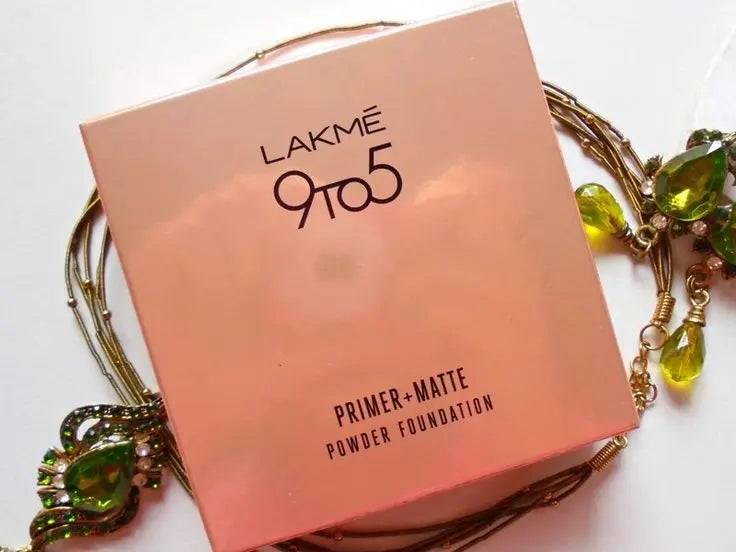 LAKMÉ
9TO5
PRIMER+MATTE
POWDER FOUNDATION